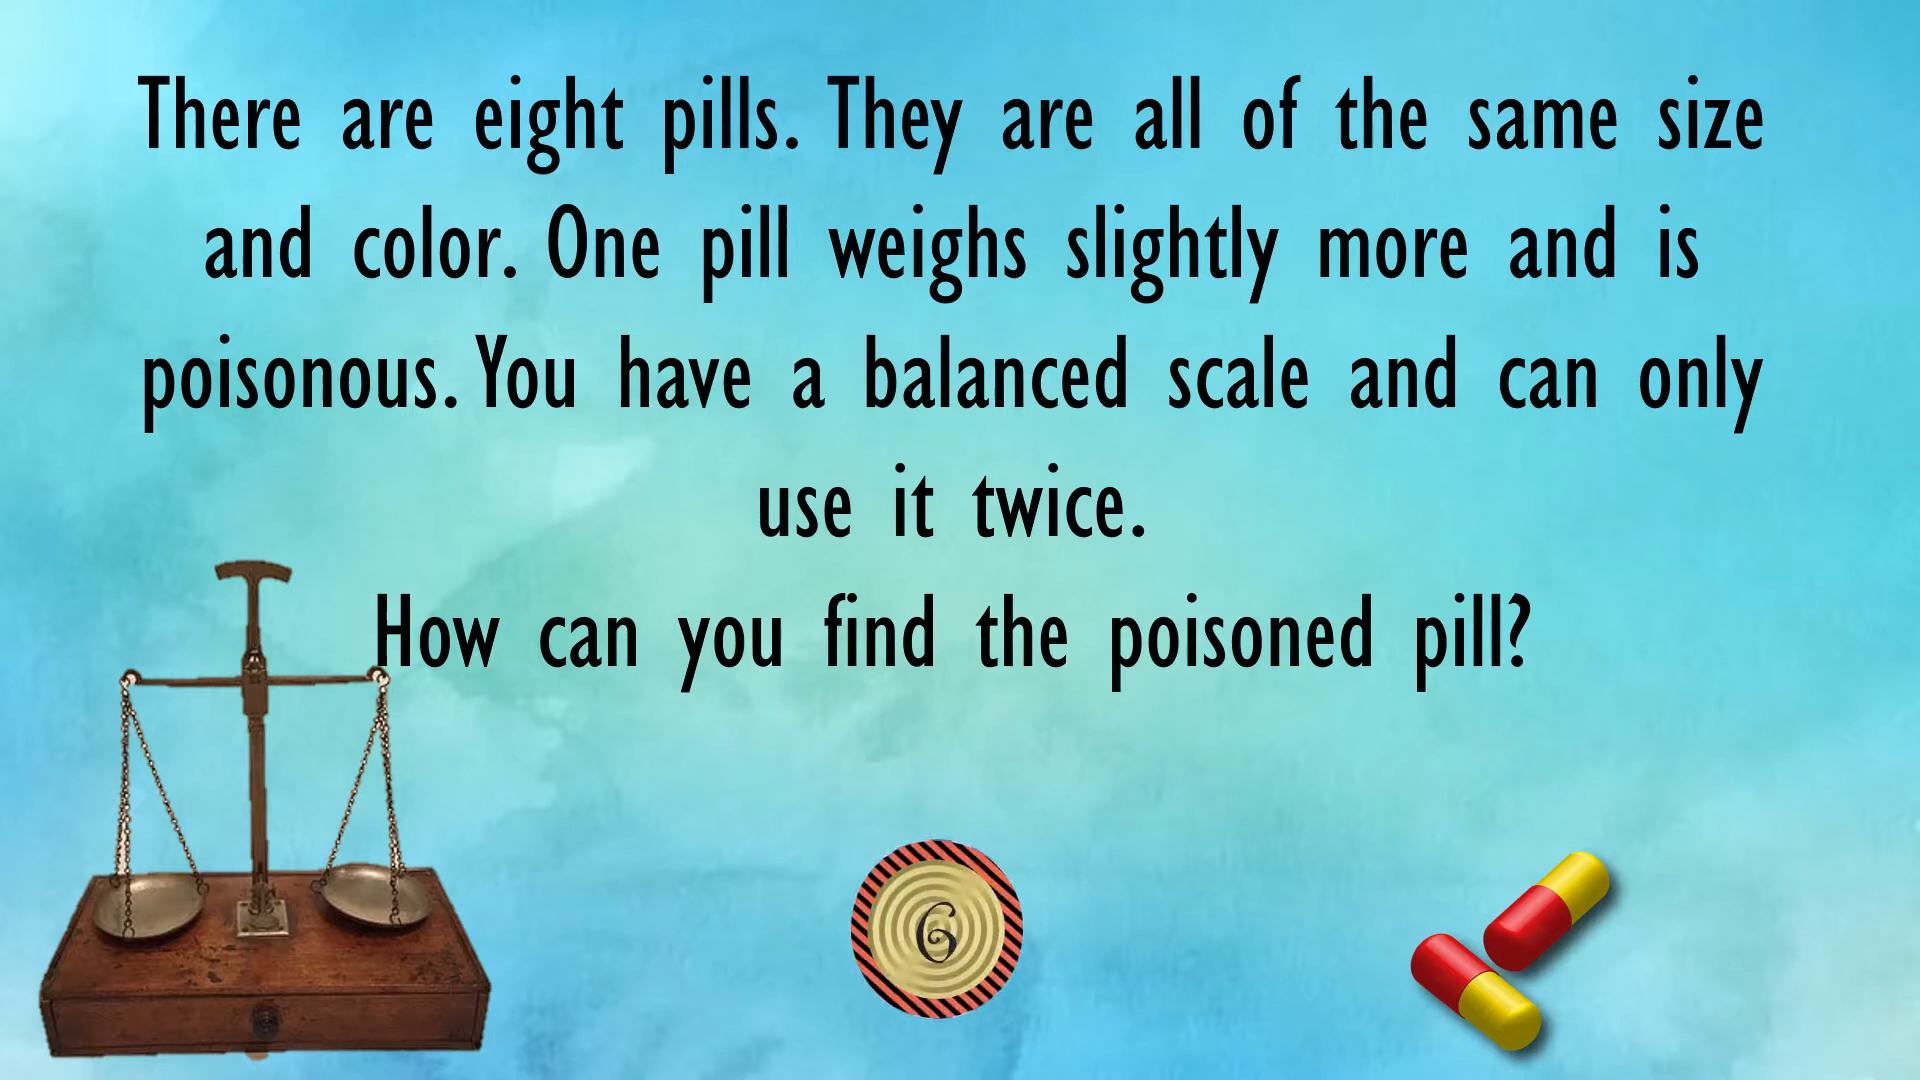 There are eight pills. They are all of the same size
and color. One pill weighs slightly more and is
poisonous. You have a balanced scale and can only
use it twice.
How can you find the poisoned pill?
6